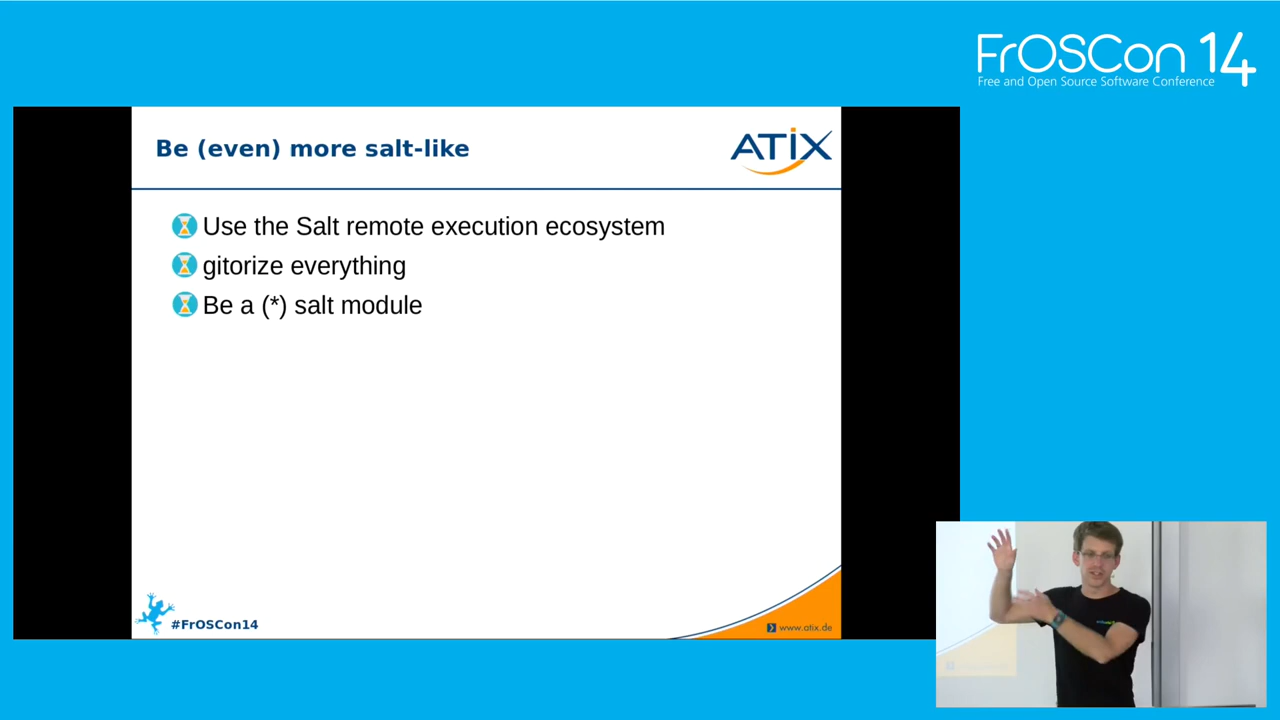 FrOSCon 14
Free and Open Source Software Conference
Be (even) more salt-like
ATIX
Use the Salt remote execution ecosystem
gitorize everything
Be a (*) salt module
#FrOSCon14
www.atix.de